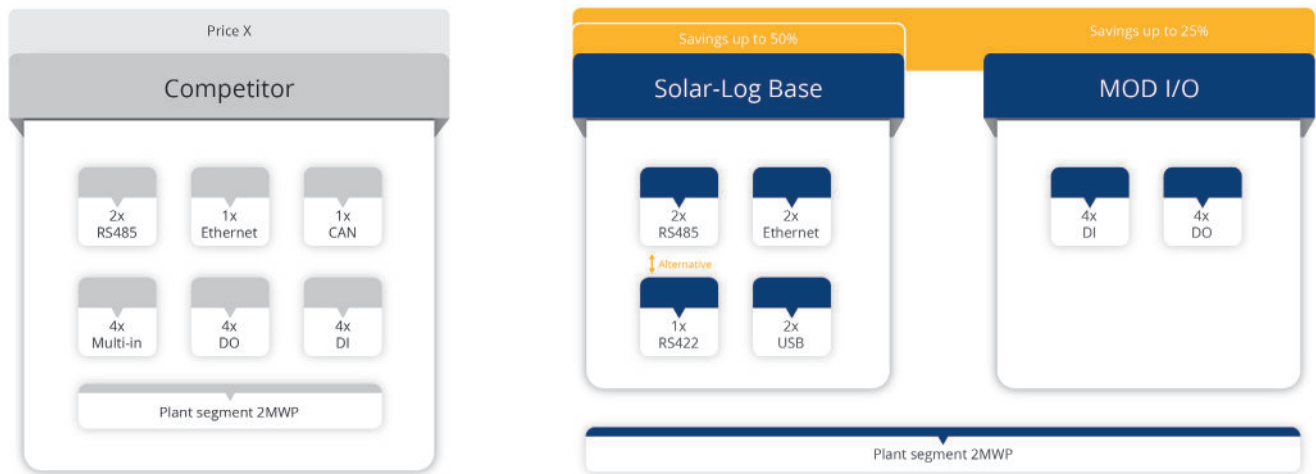 Price X
Competitor
2x
RS485
1x
Ethernet
1x
CAN
4x
Multi-in
4x
DO
4x
DI
Plant segment 2MWP
Savings up to 50%
Savings up to 25%
Solar-Log Base
MOD I/O
2x
RS485
2x
Ethernet
Alternative
1x
RS422
2x
USB
4x
DI
4x
DO
Plant segment 2MWP